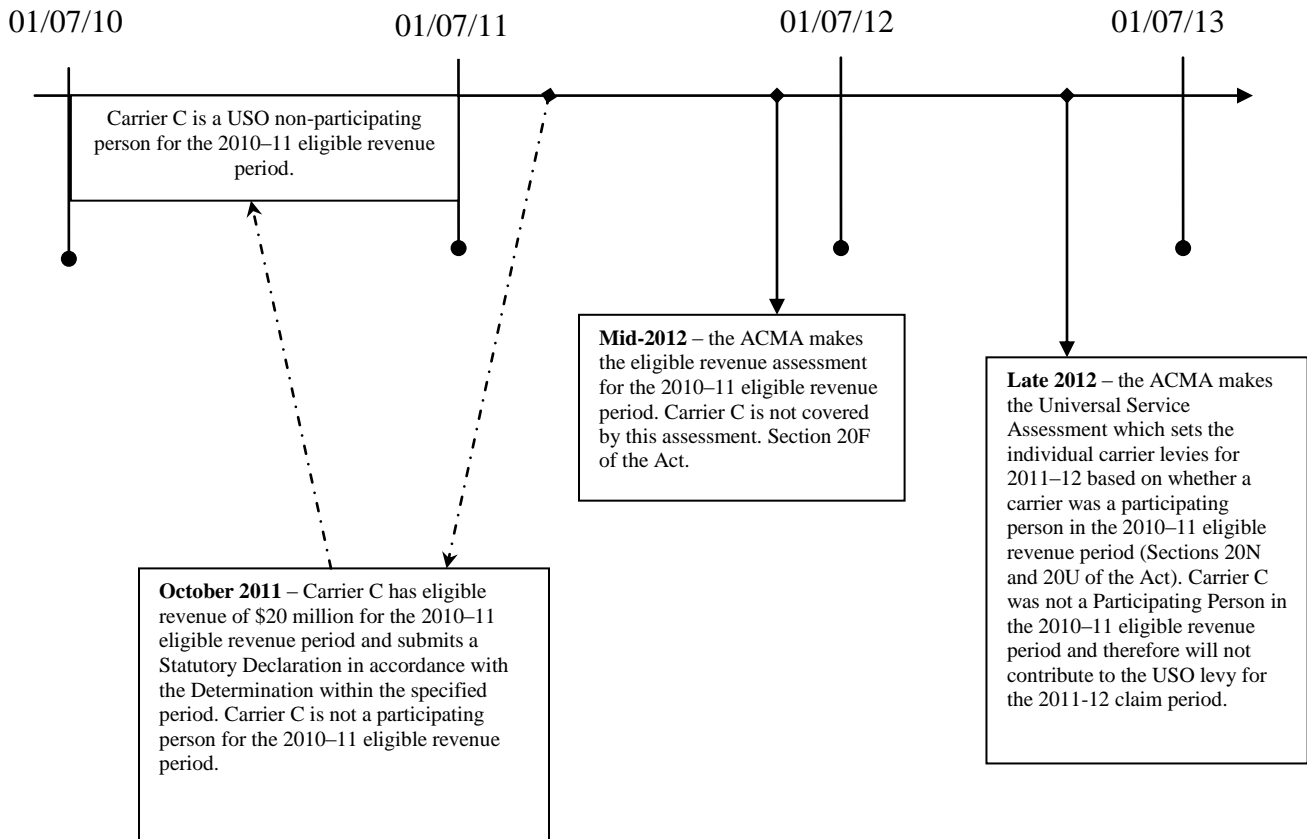 01/07/10
01/07/11
01/07/12
01/07/13
Carrier C is a USO non-participating
person for the 2010–11 eligible revenue
period.
Mid-2012 – the ACMA makes
the eligible revenue assessment
for the 2010–11 eligible revenue
period. Carrier C is not covered
by this assessment. Section 20F
of the Act.
Late 2012 – the ACMA makes
the Universal Service
Assessment which sets the
individual carrier levies for
2011–12 based on whether a
carrier was a participating
person in the 2010–11 eligible
revenue period (Sections 20N
and 20U of the Act). Carrier C
was not a Participating Person in
the 2010–11 eligible revenue
period and therefore will not
contribute to the USO levy for
the 2011-12 claim period.
October 2011 – Carrier C has eligible
revenue of $20 million for the 2010–11
eligible revenue period and submits a
Statutory Declaration in accordance with
the Determination within the specified
period. Carrier C is not a participating
person for the 2010–11 eligible revenue
period.